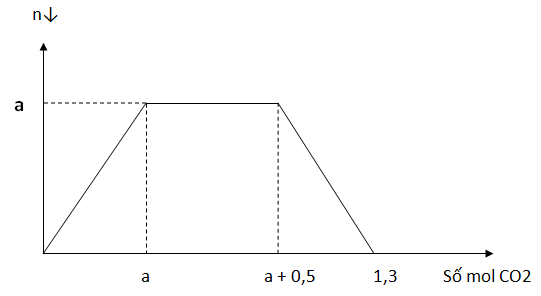 n↓
a
a
a + 0,5
1,3
Số mol CO2